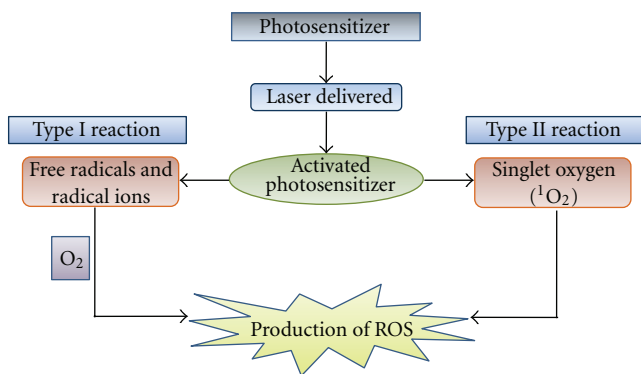 Photosensitizer
Laser delivered
Type I reaction
Type II reaction
Free radicals and
radical ions
Activated
photosensitizer
Singlet oxygen
(¹O₂)
O₂
Production of ROS